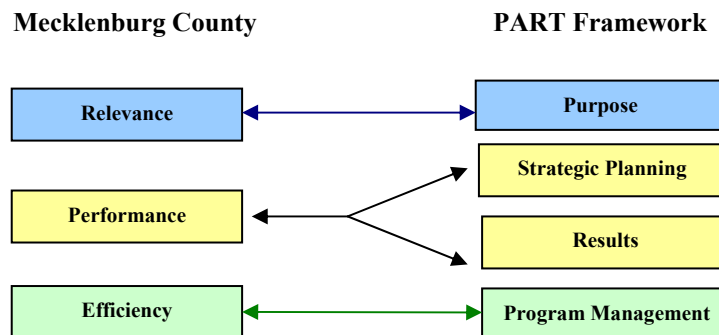 Mecklenburg County
PART Framework
Relevance
Purpose
Strategic Planning
Performance
Results
Efficiency
Program Management